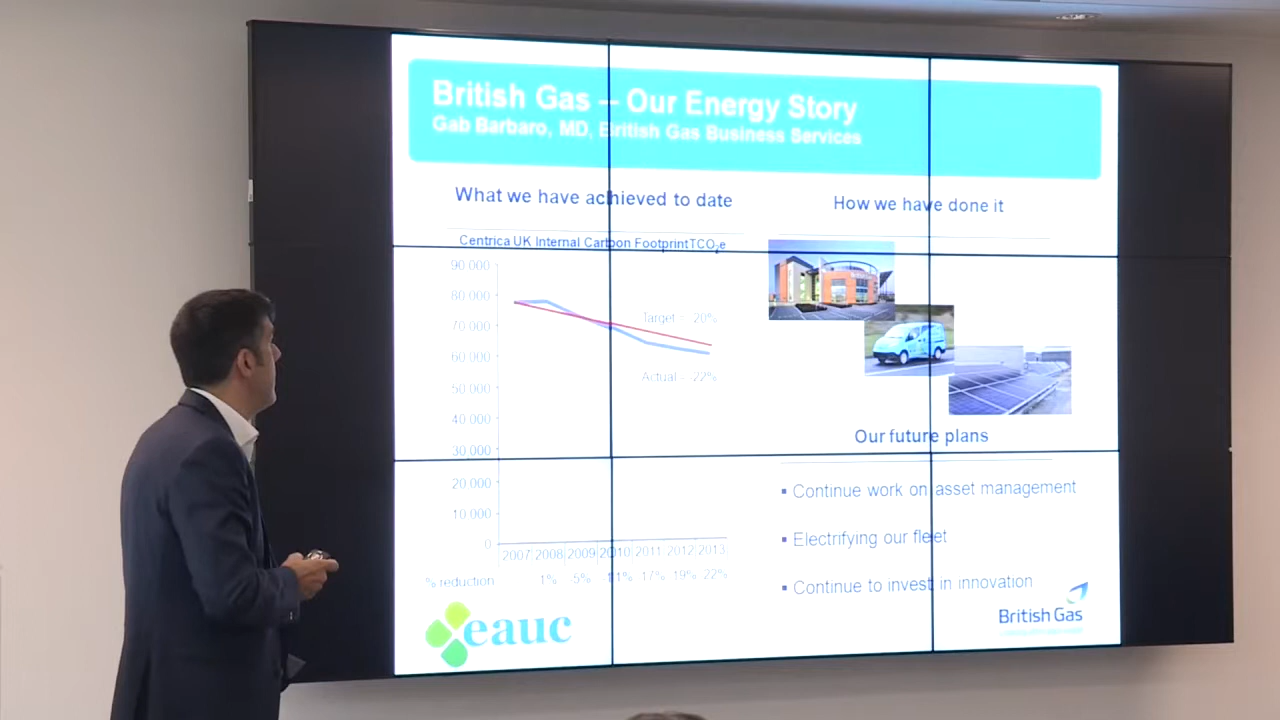 British Gas – Our Energy Story
Gab Barbaro, MD, British Gas Business Services
What we have achieved to date
Centrica UK Internal Carbon Footprint TCO₂e
90 000
80 000
70 000
60 000
50 000
40 000
30 000
20 000
10 000
0
Target = -20%
Actual = -22%
2007 2008 2009 2010 2011 2012 2013
% reduction 1% -5% -11% -17% -19% -22%
eauc
How we have done it
Our future plans
▪ Continue work on asset management
▪ Electrifying our fleet
▪ Continue to invest in innovation
British Gas